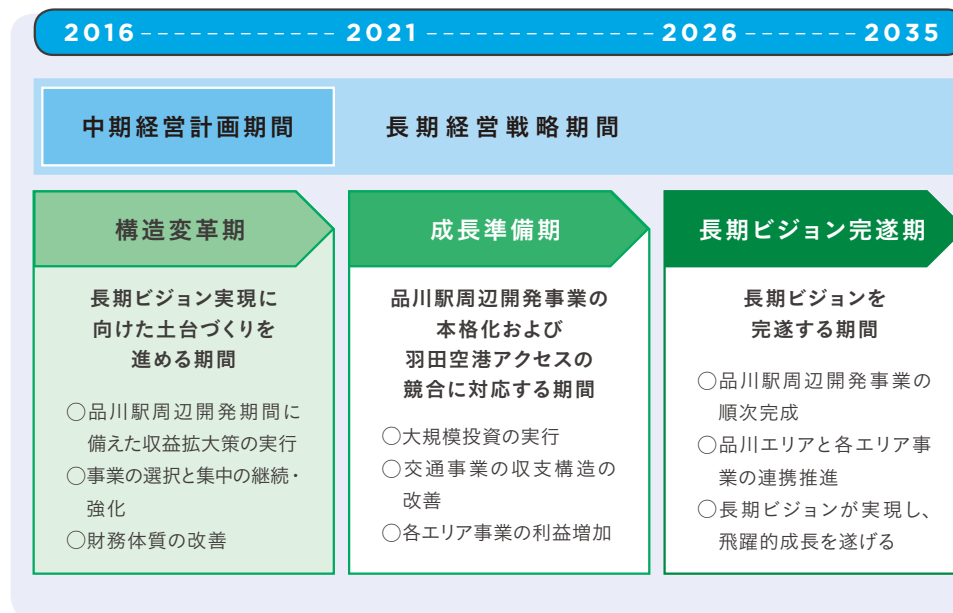 2016 2021 2026 2035
中期経営計画期間
長期経営戦略期間
構造変革期
長期ビジョン実現に
向けた土台づくりを
進める期間
○品川駅周辺開発期間に
備えた収益拡大策の実行
○事業の選択と集中の継続・
強化
○財務体質の改善
成長準備期
品川駅周辺開発事業の
本格化および
羽田空港アクセスの
競合に対応する期間
○大規模投資の実行
○交通事業の収支構造の
改善
○各エリア事業の利益増加
長期ビジョン完遂期
長期ビジョンを
完遂する期間
○品川駅周辺開発事業の
順次完成
○品川エリアと各エリア事
業の連携推進
○長期ビジョンが実現し、
飛躍的成長を遂げる